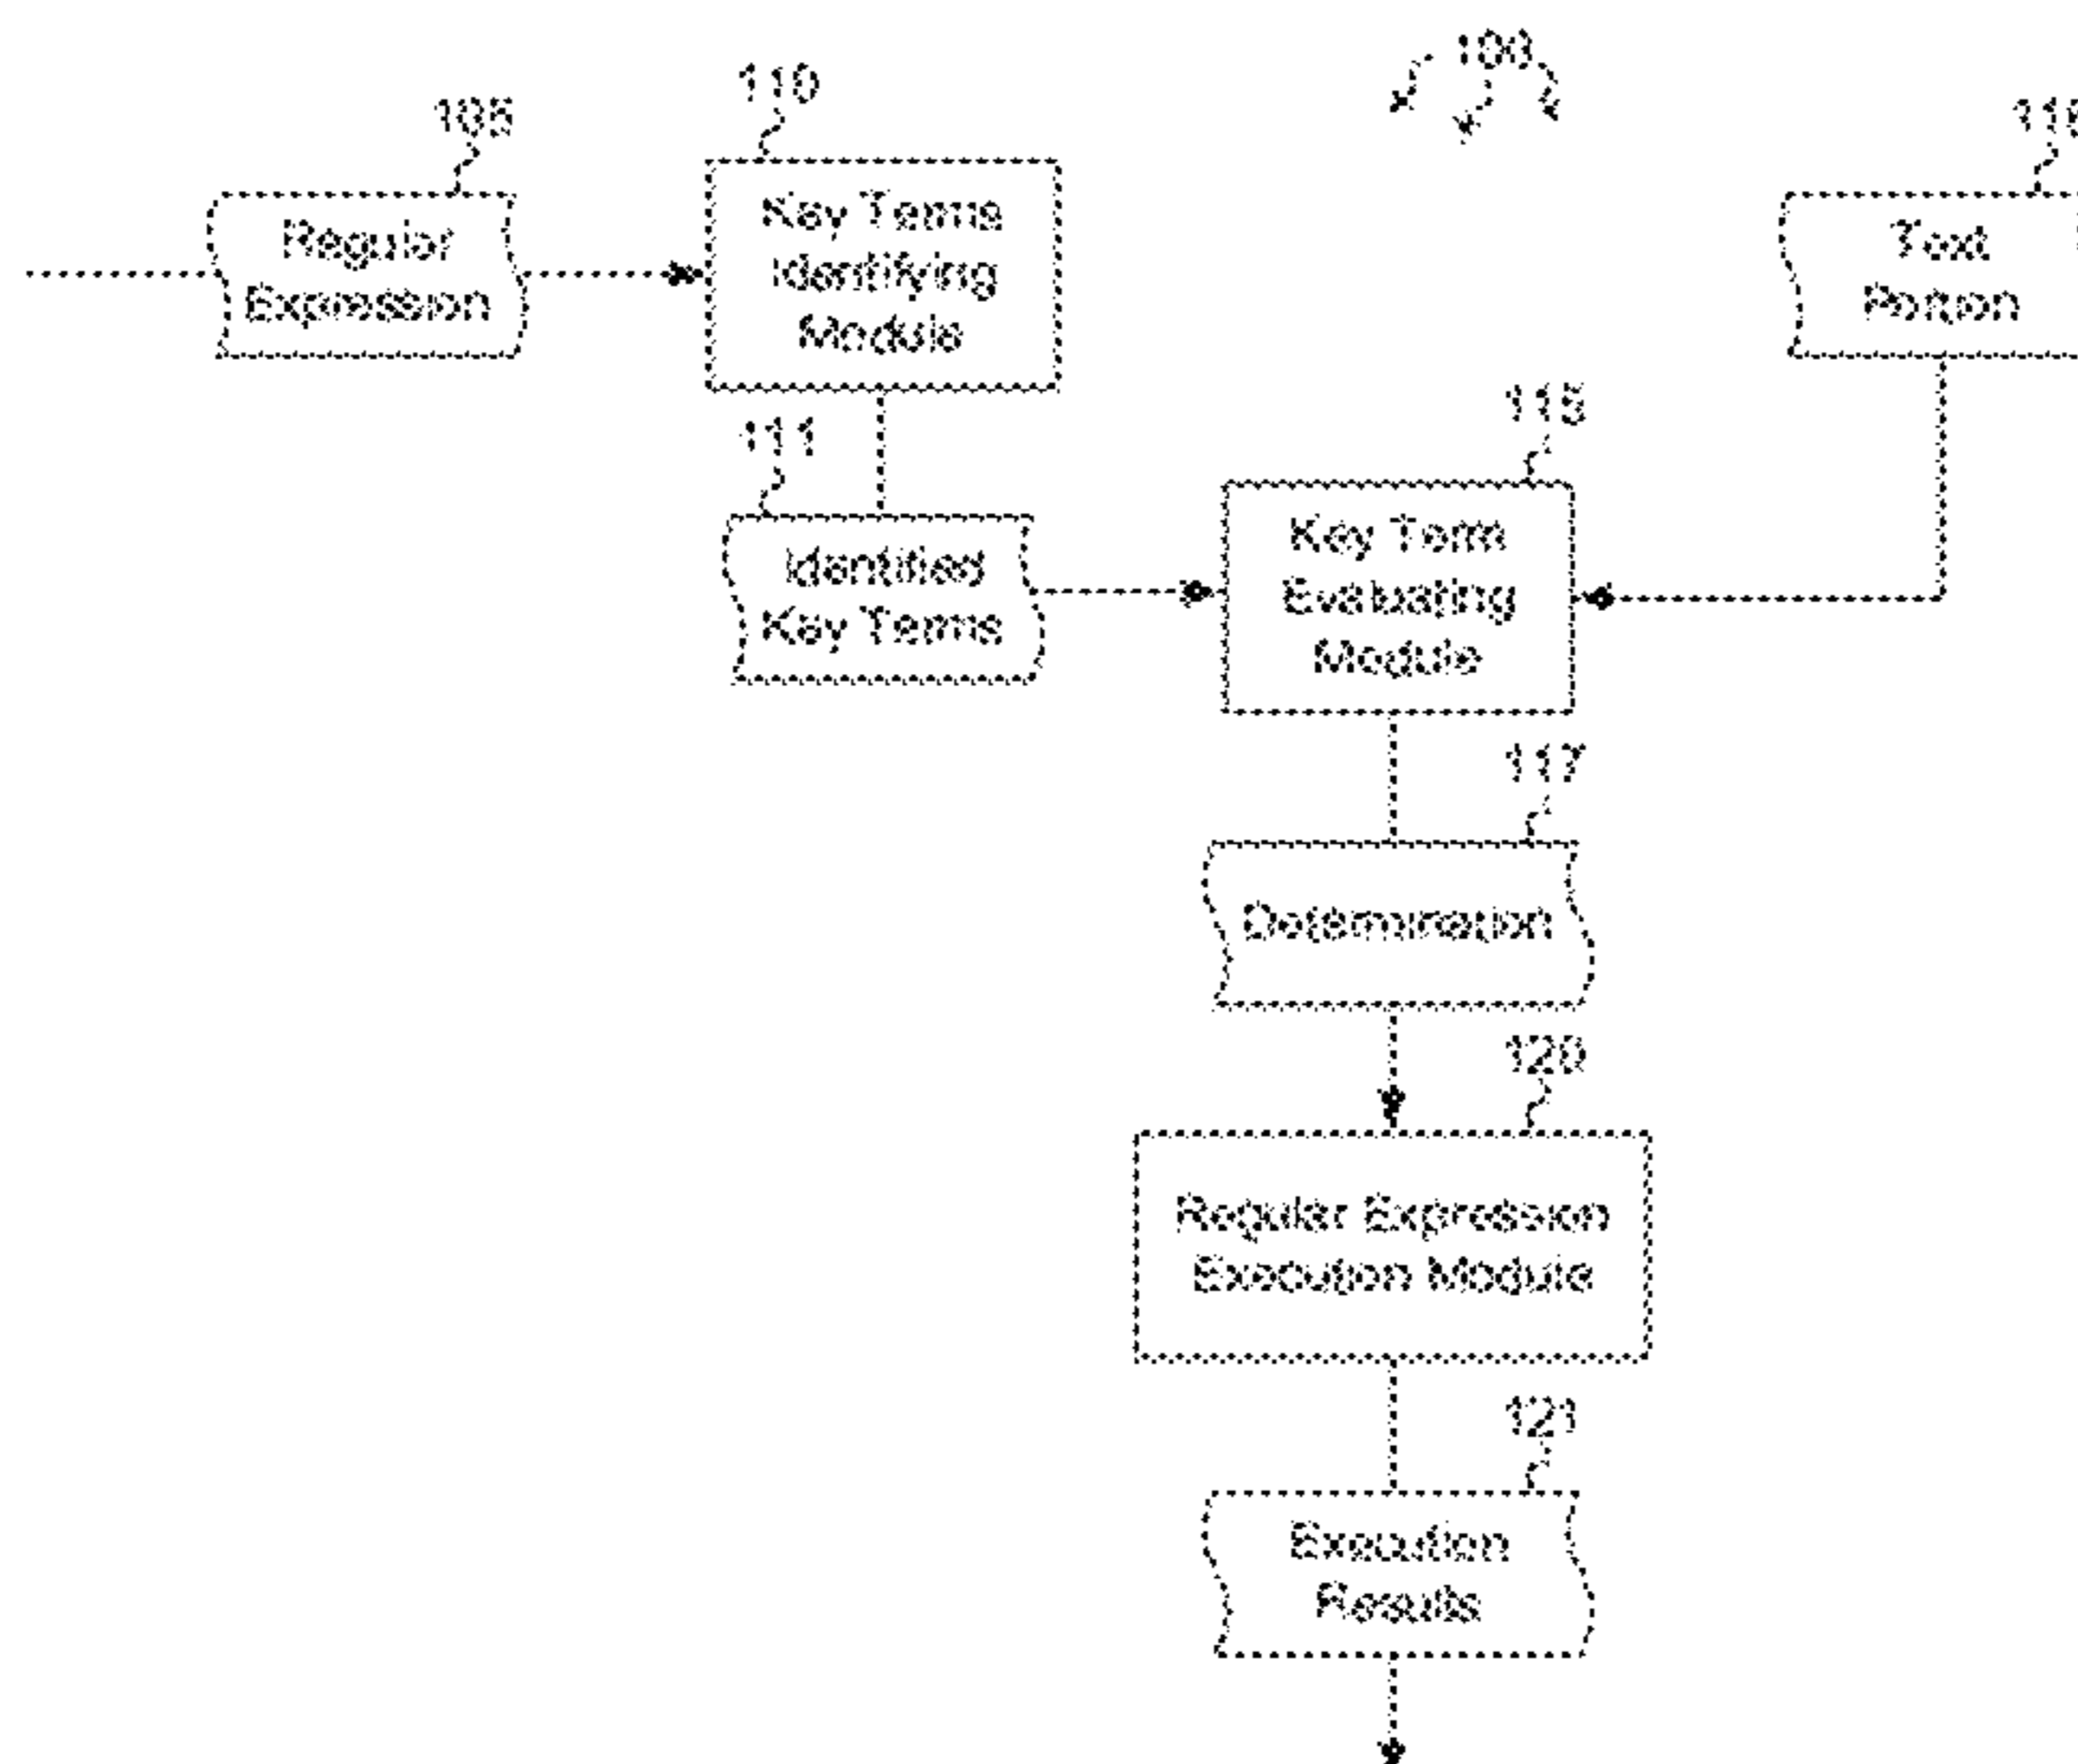 100
110
105
Key Terms
Identifying
Module
Regular
Expression
Text
Portion
111
115
Identified
Key Terms
Key Term
Evaluating
Module
117
Determination
120
Regular Expression
Execution Module
121
Execution
Results